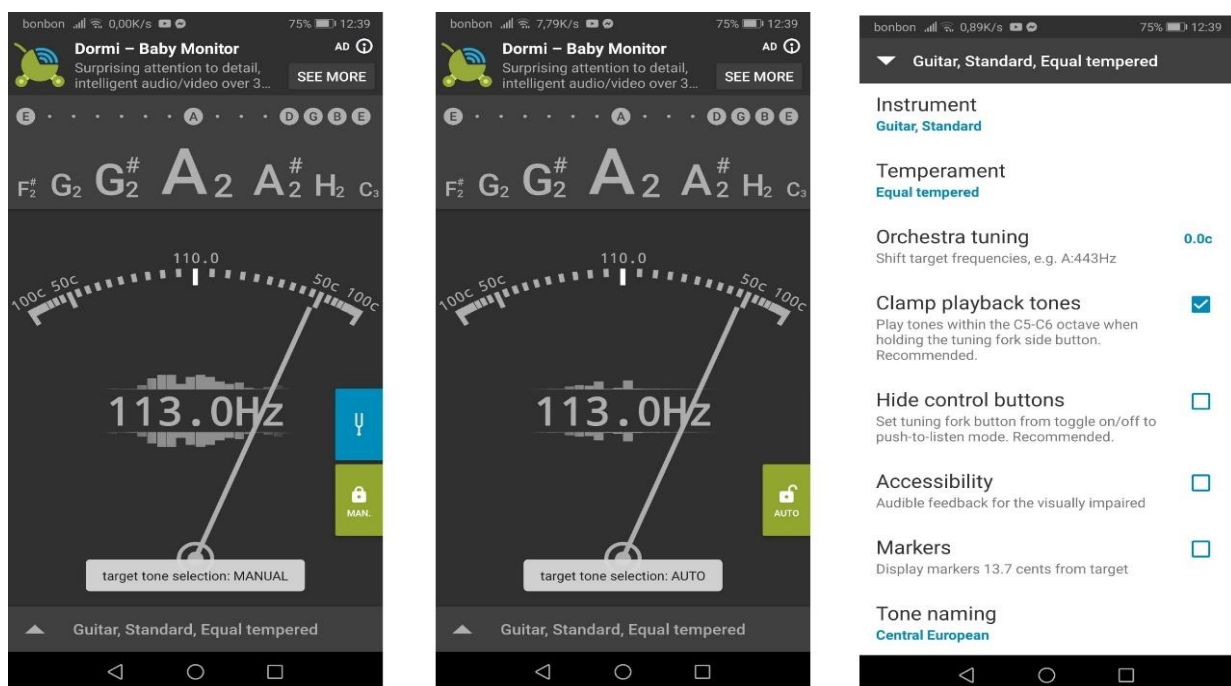 bonbon 0,00K/s 75% 12:39
Dormi – Baby Monitor AD
Surprising attention to detail,
intelligent audio/video over 3... SEE MORE
E A D G B E
F#2 G2 G#2 A2 A#2 H2 C3
110.0
100c 50c 50c 100c
113.0Hz
MAN.
target tone selection: MANUAL
Guitar, Standard, Equal tempered
bonbon 7,79K/s 75% 12:39
Dormi – Baby Monitor AD
Surprising attention to detail,
intelligent audio/video over 3... SEE MORE
E A D G B E
F#2 G2 G#2 A2 A#2 H2 C3
110.0
100c 50c 50c 100c
113.0Hz
AUTO
target tone selection: AUTO
Guitar, Standard, Equal tempered
bonbon 0,89K/s 75% 12:39
Guitar, Standard, Equal tempered
Instrument
Guitar, Standard
Temperament
Equal tempered
Orchestra tuning 0.0c
Shift target frequencies, e.g. A:443Hz
Clamp playback tones
Play tones within the C5-C6 octave when
holding the tuning fork side button.
Recommended.
Hide control buttons
Set tuning fork button from toggle on/off to
push-to-listen mode. Recommended.
Accessibility
Audible feedback for the visually impaired
Markers
Display markers 13.7 cents from target
Tone naming
Central European